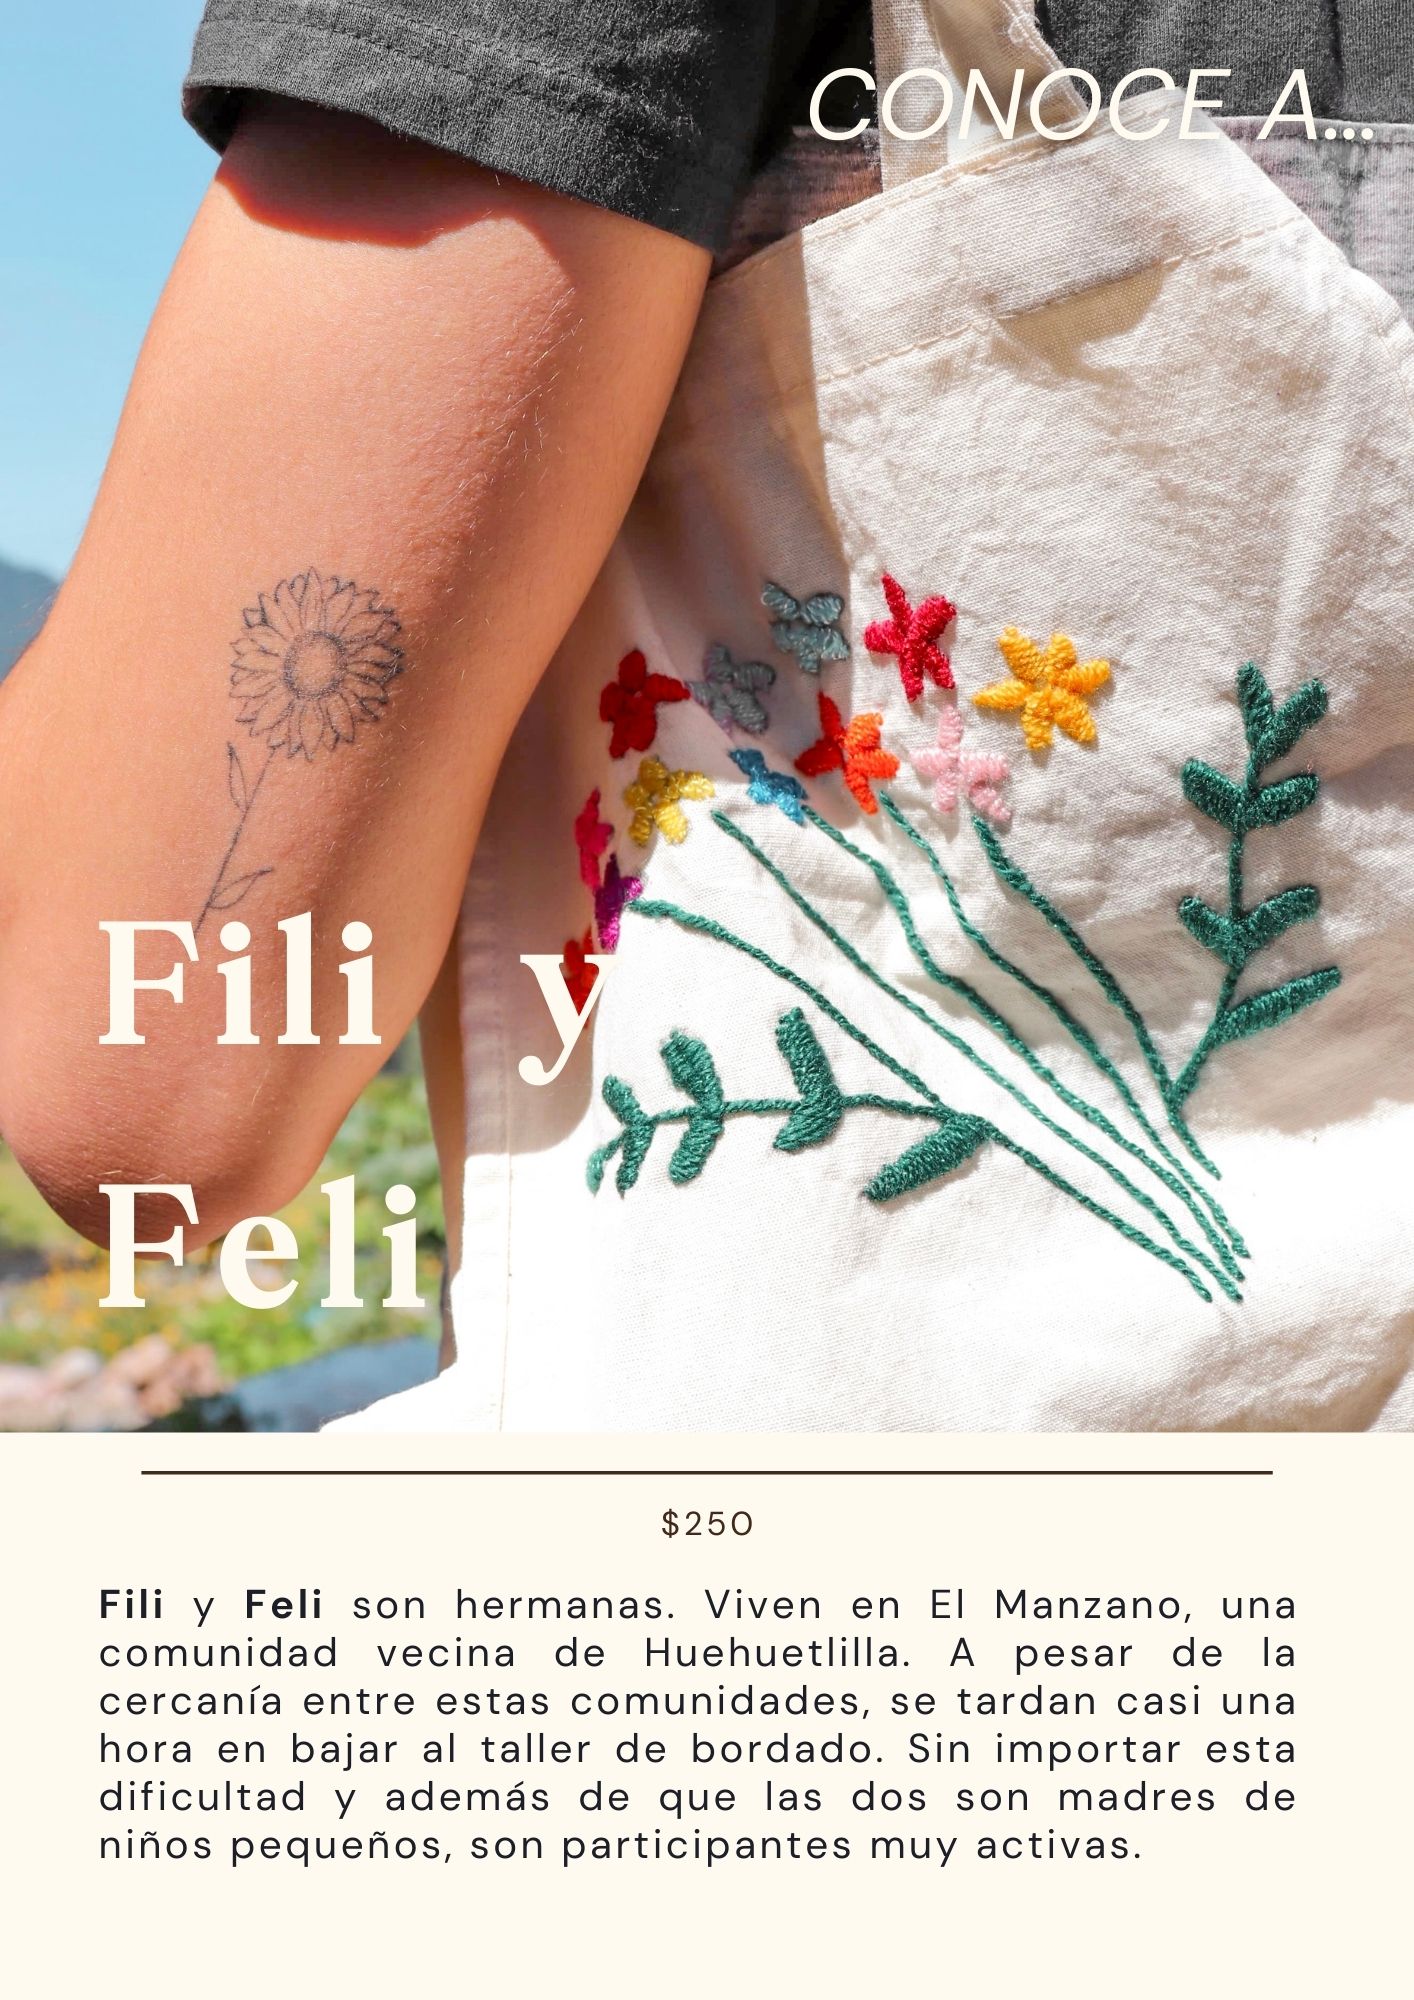 CONOCE A...
Fili y
Feli
$250
Fili y Feli son hermanas. Viven en El Manzano, una
comunidad vecina de Huehuetlilla. A pesar de la
cercanía entre estas comunidades, se tardan casi una
hora en bajar al taller de bordado. Sin importar esta
dificultad y además de que las dos son madres de
niños pequeños, son participantes muy activas.